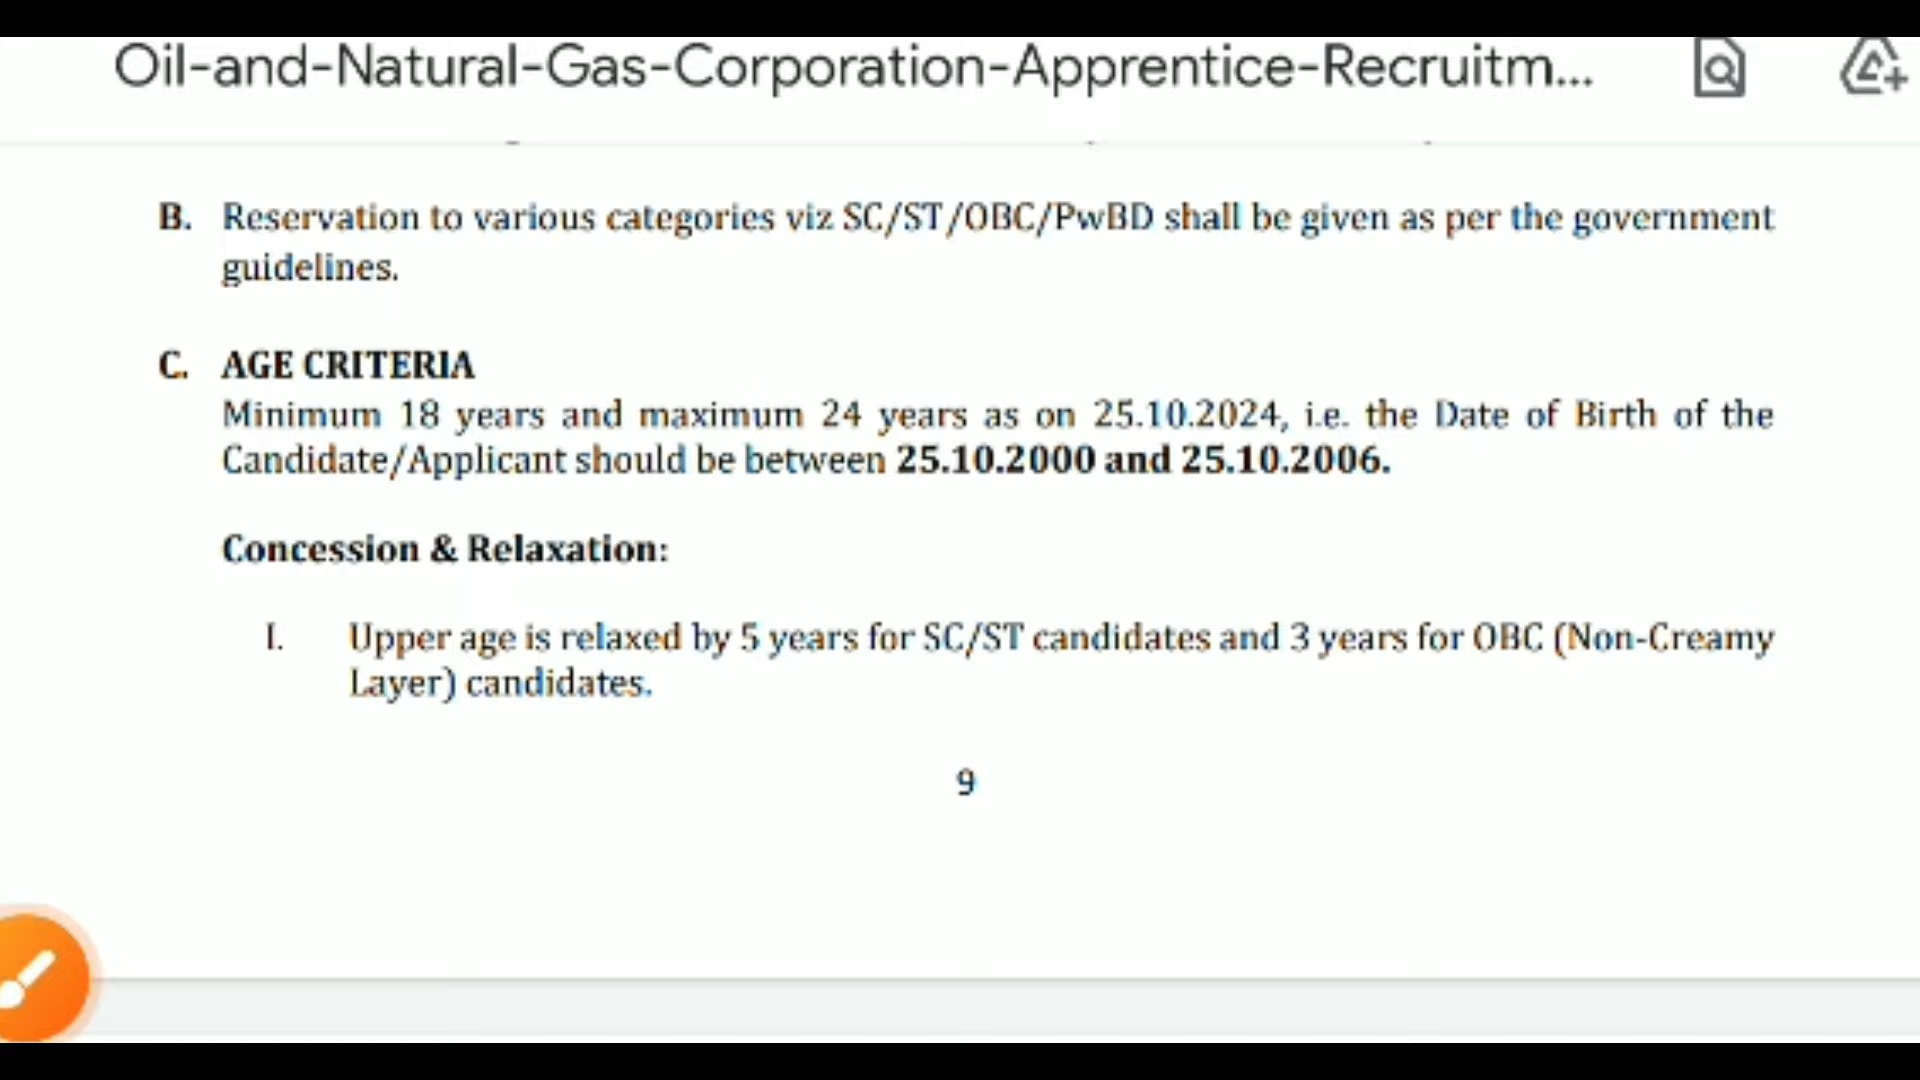 Oil-and-Natural-Gas-Corporation-Apprentice-Recruitm...
B. Reservation to various categories viz SC/ST/OBC/PwBD shall be given as per the government
guidelines.
C. AGE CRITERIA
Minimum 18 years and maximum 24 years as on 25.10.2024, i.e. the Date of Birth of the
Candidate/Applicant should be between 25.10.2000 and 25.10.2006.
Concession & Relaxation:
I. Upper age is relaxed by 5 years for SC/ST candidates and 3 years for OBC (Non-Creamy
Layer) candidates.
9